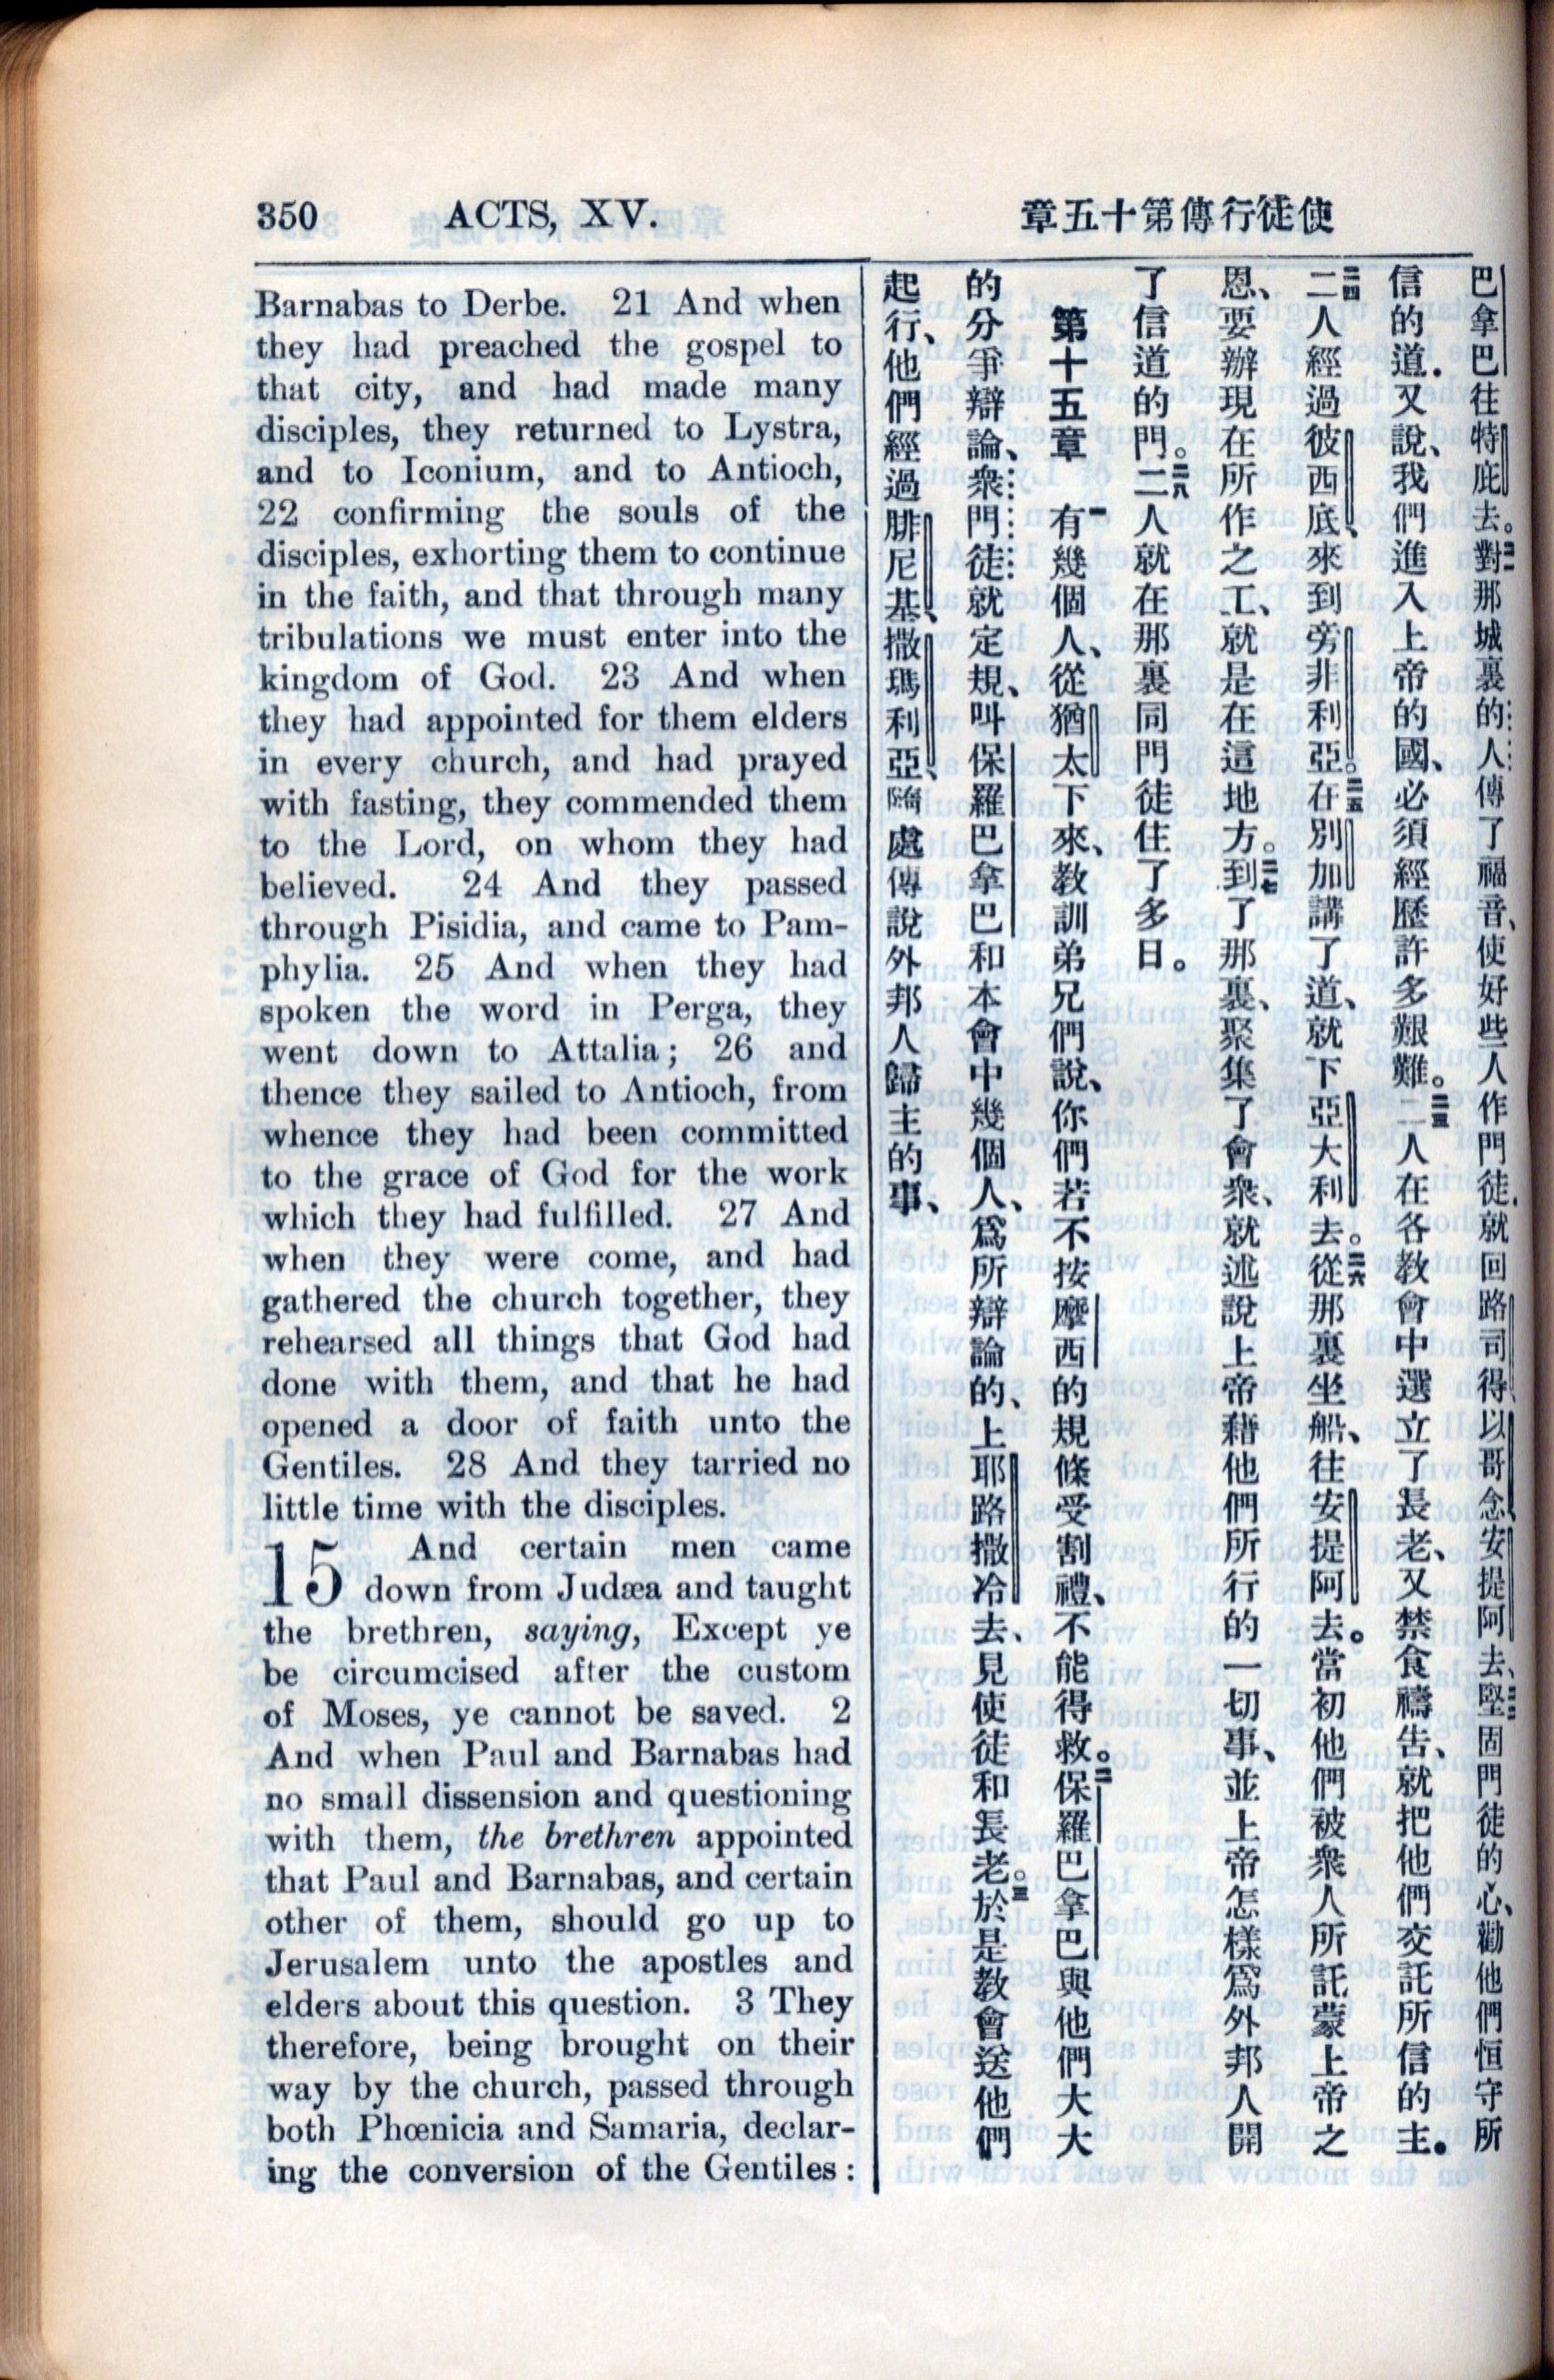 350 ACTS, XV.
Barnabas to Derbe. 21 And when
they had preached the gospel to
that city, and had made many
disciples, they returned to Lystra,
and to Iconium, and to Antioch,
22 confirming the souls of the
disciples, exhorting them to continue
in the faith, and that through many
tribulations we must enter into the
kingdom of God. 23 And when
they had appointed for them elders
in every church, and had prayed
with fasting, they commended them
to the Lord, on whom they had
believed. 24 And they passed
through Pisidia, and came to Pam-
phylia. 25 And when they had
spoken the word in Perga, they
went down to Attalia; 26 and
thence they sailed to Antioch, from
whence they had been committed
to the grace of God for the work
which they had fulfilled. 27 And
when they were come, and had
gathered the church together, they
rehearsed all things that God had
done with them, and that he had
opened a door of faith unto the
Gentiles. 28 And they tarried no
little time with the disciples.
15 And certain men came
down from Judæa and taught
the brethren, saying, Except ye
be circumcised after the custom
of Moses, ye cannot be saved. 2
And when Paul and Barnabas had
no small dissension and questioning
with them, the brethren appointed
that Paul and Barnabas, and certain
other of them, should go up to
Jerusalem unto the apostles and
elders about this question. 3 They
therefore, being brought on their
way by the church, passed through
both Phœnicia and Samaria, declar-
ing the conversion of the Gentiles:
使徒行傳第十五章
巴拿巴往特庇去。二一對那城裏的人傳了福音、使好些人作門徒.就回路司得、以哥念、安提阿去、二二堅固門徒的心、勸他們恒守所
信的道.又說、我們進入上帝的國、必須經歷許多艱難。二三二人在各教會中選立了長老、又禁食禱告、就把他們交託所信的主。
二四二人經過彼西底、來到旁非利亞。二五在別加講了道、就下亞大利去。二六從那裏坐船、往安提阿去。當初他們被衆人所託蒙上帝之
恩、要辦現在所作之工、就是在這地方。二七到了那裏、聚集了會衆、就述說上帝藉他們所行的一切事、並上帝怎樣爲外邦人開
了信道的門。二八二人就在那裏同門徒住了多日。
第十五章 一有幾個人、從猶太下來、教訓弟兄們說、你們若不按摩西的規條受割禮、不能得救。二保羅巴拿巴與他們大大
的分爭辯論、衆門徒就定規、叫保羅巴拿巴和本會中幾個人、爲所辯論的、上耶路撒冷去、見使徒和長老。三於是教會送他們
起行、他們經過腓尼基、撒瑪利亞、隨處傳說外邦人歸主的事、